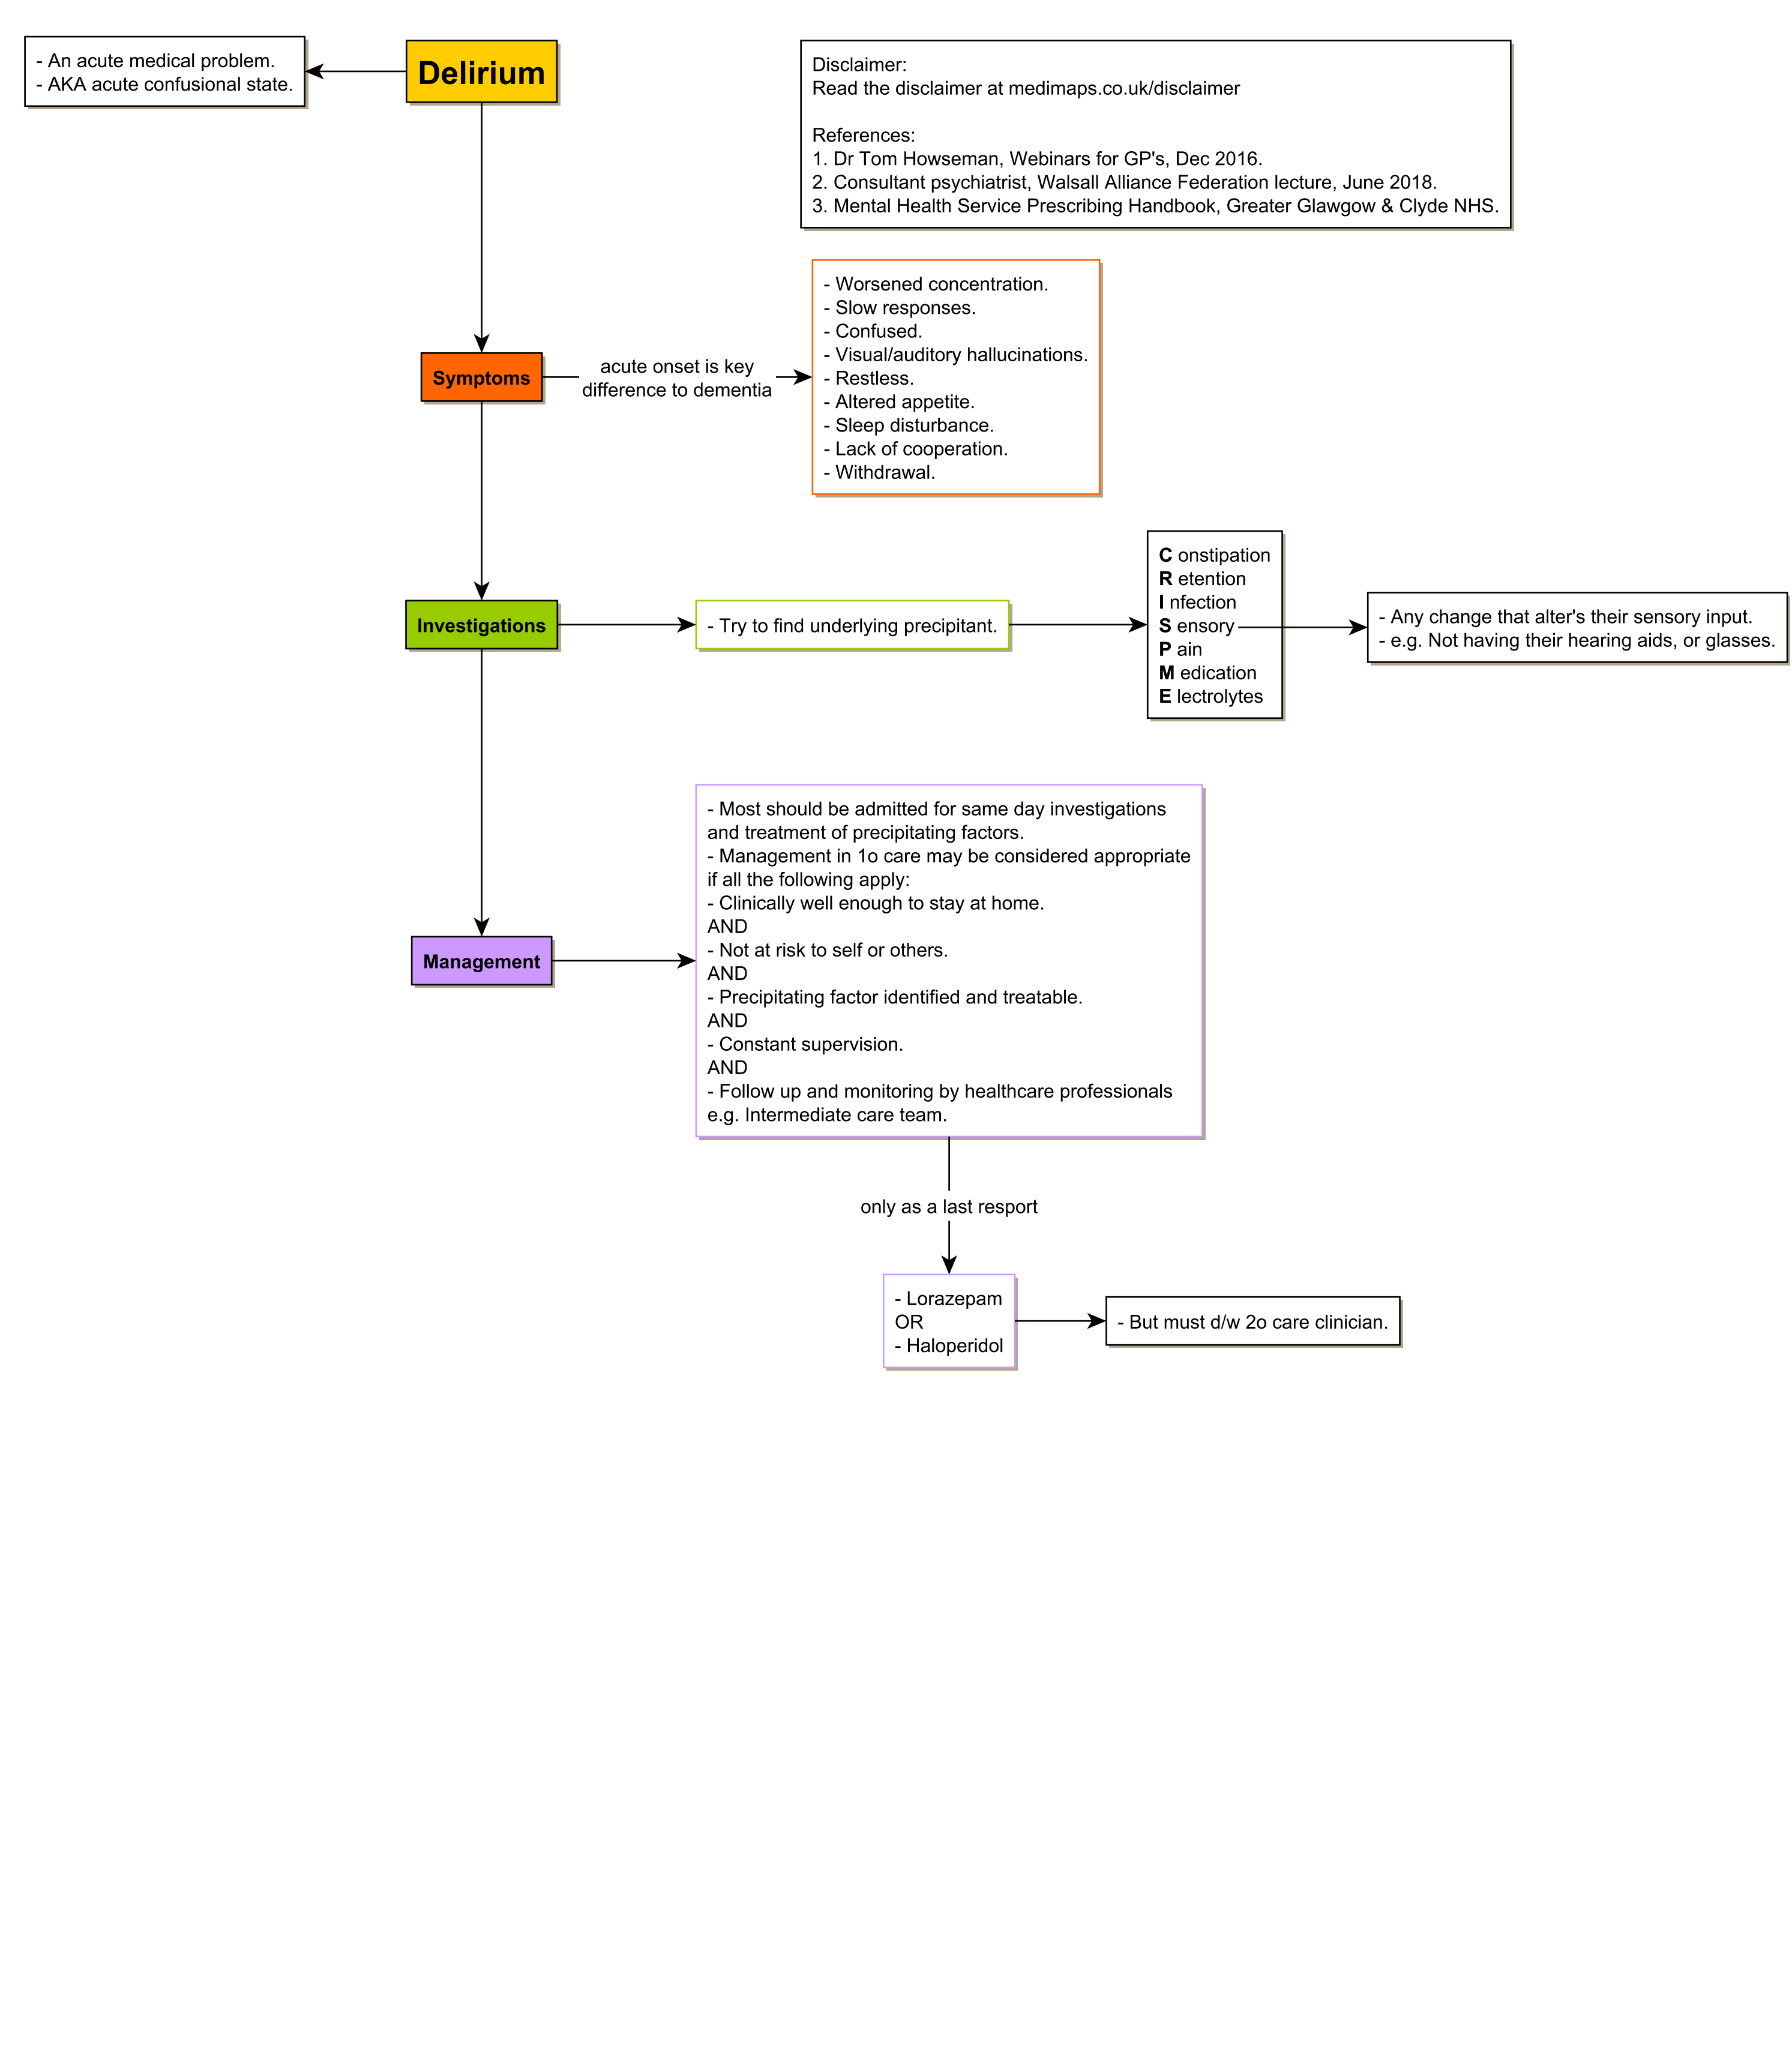 - An acute medical problem.
- AKA acute confusional state.
Delirium
Disclaimer:
Read the disclaimer at medimaps.co.uk/disclaimer
References:
1. Dr Tom Howseman, Webinars for GP's, Dec 2016.
2. Consultant psychiatrist, Walsall Alliance Federation lecture, June 2018.
3. Mental Health Service Prescribing Handbook, Greater Glawgow & Clyde NHS.
Symptoms
acute onset is key
difference to dementia
- Worsened concentration.
- Slow responses.
- Confused.
- Visual/auditory hallucinations.
- Restless.
- Altered appetite.
- Sleep disturbance.
- Lack of cooperation.
- Withdrawal.
Investigations
- Try to find underlying precipitant.
C onstipation
R etention
I nfection
S ensory
P ain
M edication
E lectrolytes
- Any change that alter's their sensory input.
- e.g. Not having their hearing aids, or glasses.
Management
- Most should be admitted for same day investigations
and treatment of precipitating factors.
- Management in 1o care may be considered appropriate
if all the following apply:
- Clinically well enough to stay at home.
AND
- Not at risk to self or others.
AND
- Precipitating factor identified and treatable.
AND
- Constant supervision.
AND
- Follow up and monitoring by healthcare professionals
e.g. Intermediate care team.
only as a last resport
- Lorazepam
OR
- Haloperidol
- But must d/w 2o care clinician.